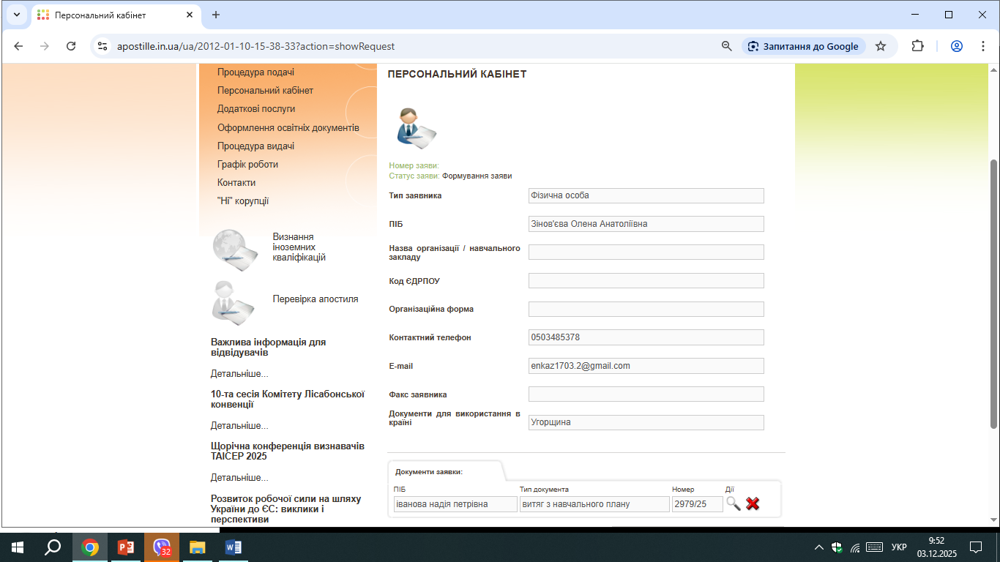 Персональний кабінет
apostille.in.ua/ua/2012-01-10-15-38-33?action=showRequest
Запитання до Google
Процедура подачі
Персональний кабінет
Додаткові послуги
Оформлення освітніх документів
Процедура видачі
Графік роботи
Контакти
"Ні" корупції
Визнання
іноземних
кваліфікацій
Перевірка апостиля
Важлива інформація для
відвідувачів
Детальніше...
10-та сесія Комітету Лісабонської
конвенції
Детальніше...
Щорічна конференція визнавачів
TAICEP 2025
Детальніше...
Розвиток робочої сили на шляху
України до ЄС: виклики і
перспективи
ПЕРСОНАЛЬНИЙ КАБІНЕТ
Номер заяви:
Статус заяви: Формування заяви
Тип заявника Фізична особа
ПІБ Зінов'єва Олена Анатоліївна
Назва організації / навчального
закладу
Код ЄДРПОУ
Організаційна форма
Контактний телефон 0503485378
E-mail enkaz1703.2@gmail.com
Факс заявника
Документи для використання в
країні Угорщина
Документи заявки:
ПІБ Тип документа Номер Дії
іванова надія петрівна витяг з навчального плану 2979/25
32
УКР
9:52
03.12.2025